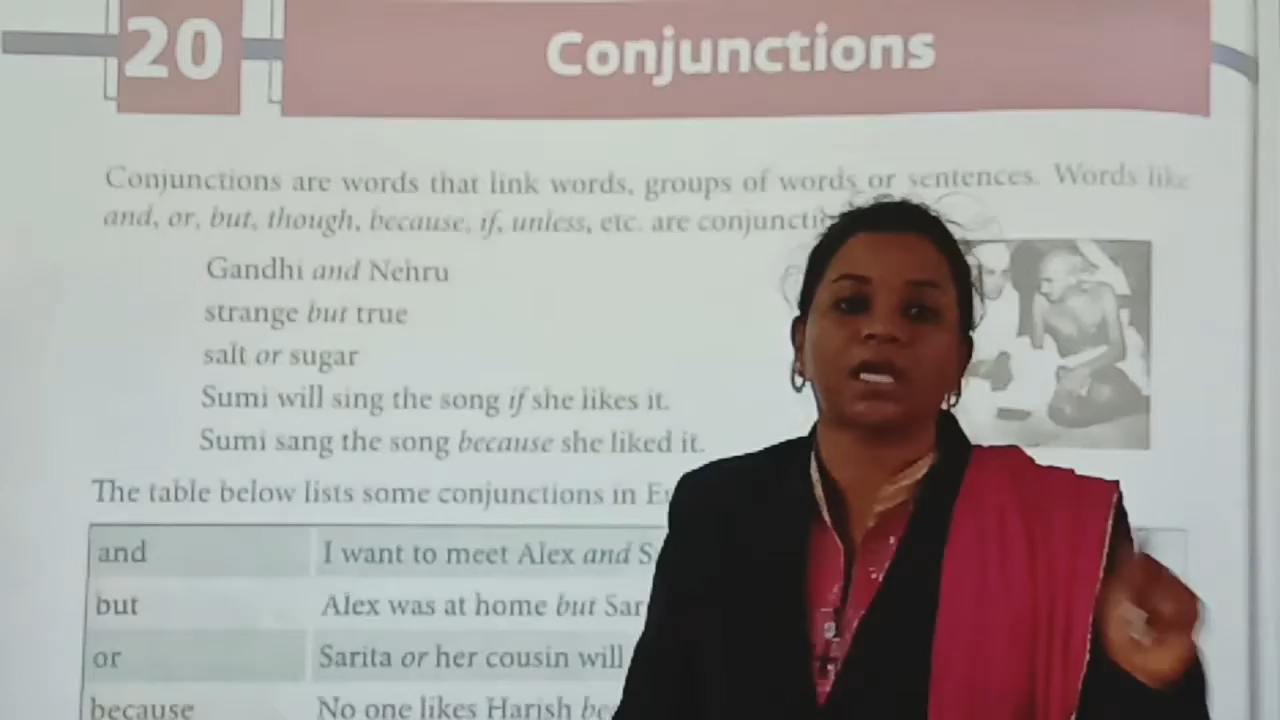 20
Conjunctions
Conjunctions are words that link words, groups of words or sentences. Words like
and, or, but, though, because, if, unless, etc. are
Gandhi and Nehru
strange but true
salt or sugar
Sumi will sing the song if she likes it.
Sumi sang the song because she liked it.
The table below lists some conjunctions in
and
I want to meet Alex and
but
Alex was at home but
or
Sarita or her cousin will
because
No one likes Harish